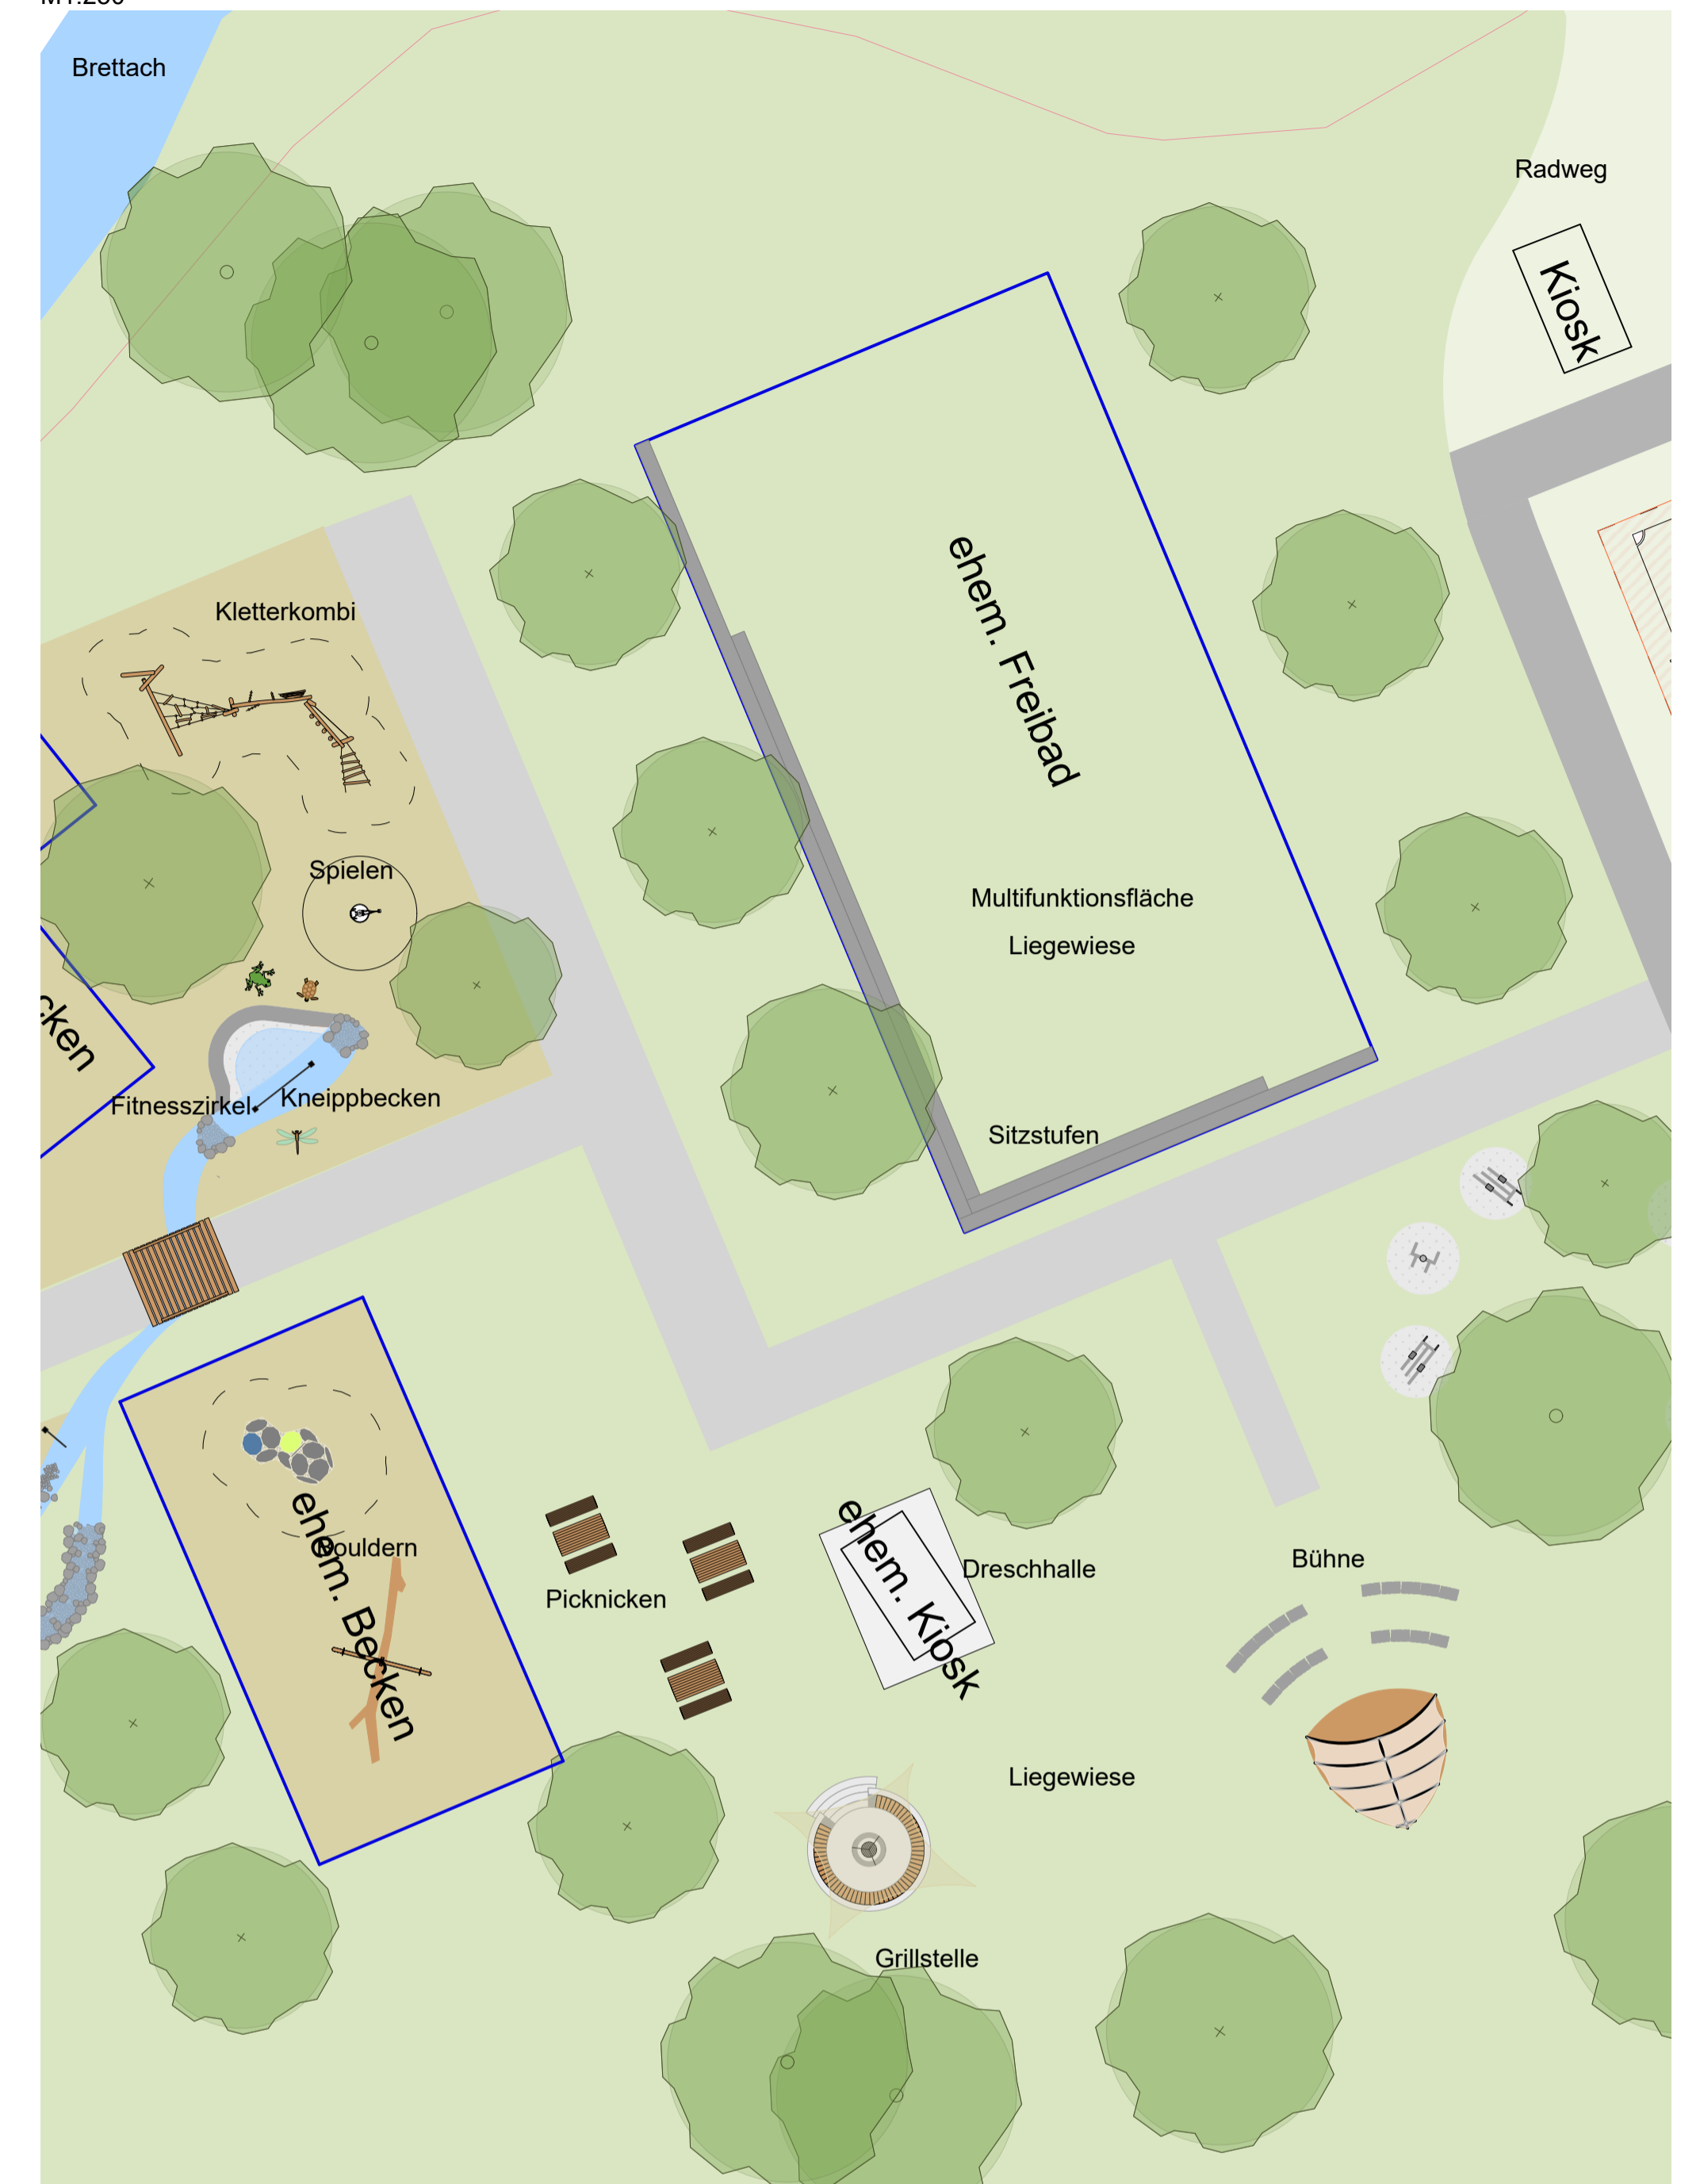 Brettach
Radweg
Kiosk
Kletterkombi
ehem. Freibad
Spielen
Multifunktionsfläche
Liegewiese
cken
Fitnesszirkel
Kneippbecken
Sitzstufen
ehem. Becken
Bouldern
Picknicken
ehem. Kiosk
Dreschhalle
Bühne
Liegewiese
Grillstelle